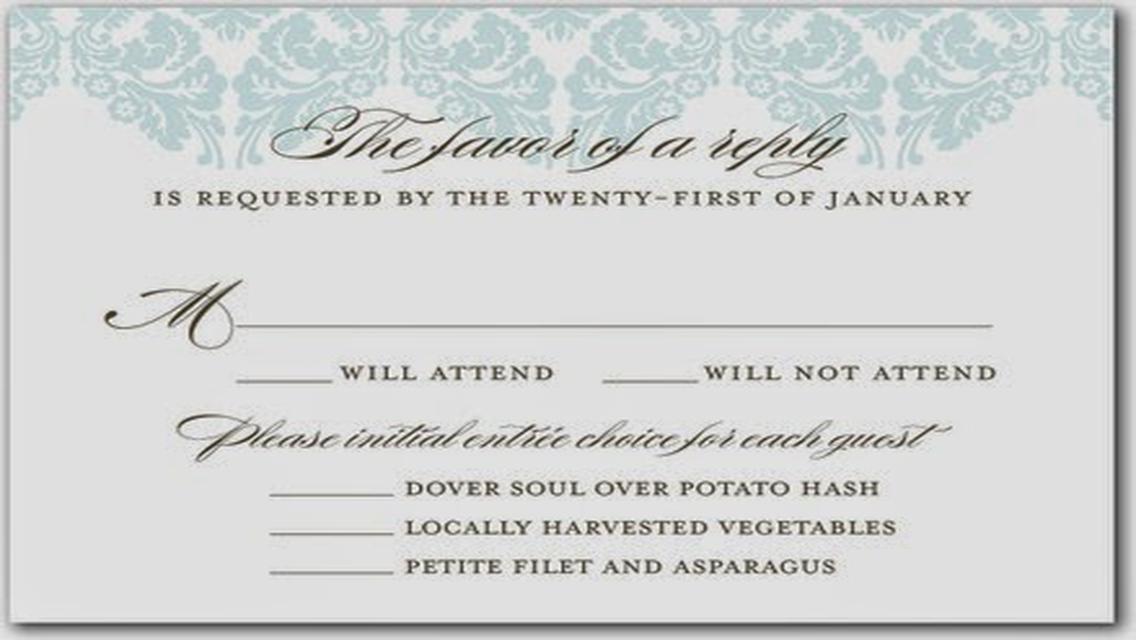 The favor of a reply
IS REQUESTED BY THE TWENTY-FIRST OF JANUARY
M
WILL ATTEND WILL NOT ATTEND
Please initial entrée choice for each guest
DOVER SOUL OVER POTATO HASH
LOCALLY HARVESTED VEGETABLES
PETITE FILET AND ASPARAGUS